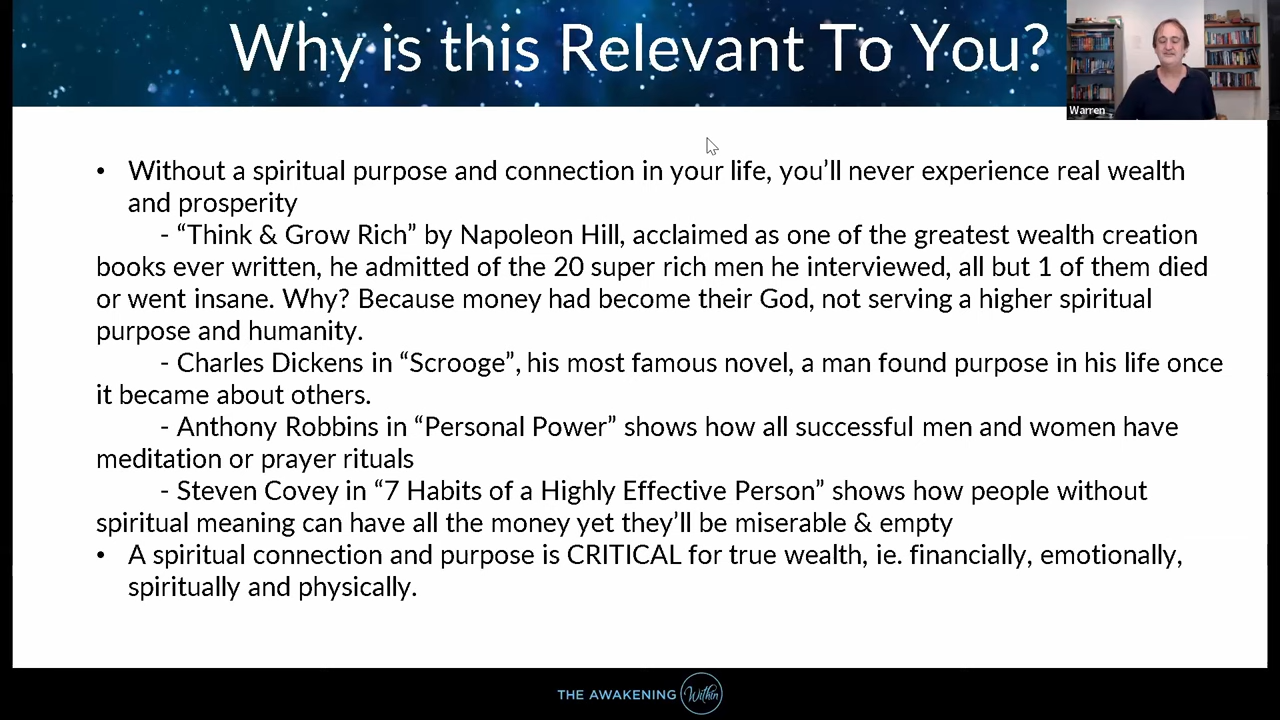 Why is this Relevant To You?
Warren
• Without a spiritual purpose and connection in your life, you’ll never experience real wealth
and prosperity
- “Think & Grow Rich” by Napoleon Hill, acclaimed as one of the greatest wealth creation
books ever written, he admitted of the 20 super rich men he interviewed, all but 1 of them died
or went insane. Why? Because money had become their God, not serving a higher spiritual
purpose and humanity.
- Charles Dickens in “Scrooge”, his most famous novel, a man found purpose in his life once
it became about others.
- Anthony Robbins in “Personal Power” shows how all successful men and women have
meditation or prayer rituals
- Steven Covey in “7 Habits of a Highly Effective Person” shows how people without
spiritual meaning can have all the money yet they’ll be miserable & empty
• A spiritual connection and purpose is CRITICAL for true wealth, ie. financially, emotionally,
spiritually and physically.
THE AWAKENING Within